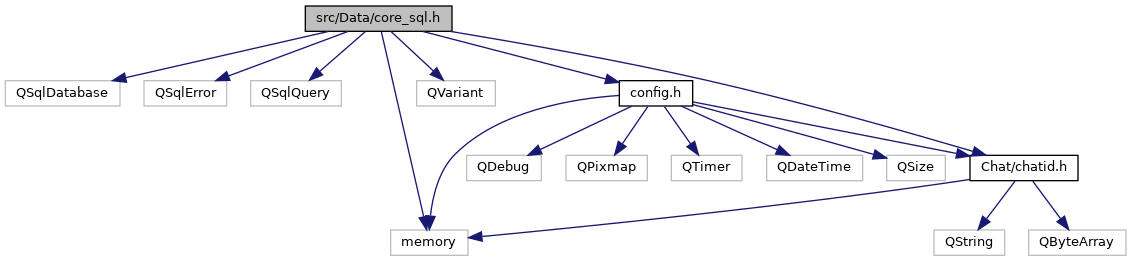 src/Data/core_sql.h
QSqlDatabase
QSqlError
QSqlQuery
QVariant
config.h
QDebug
QPixmap
QTimer
QDateTime
QSize
Chat/chatid.h
memory
QString
QByteArray